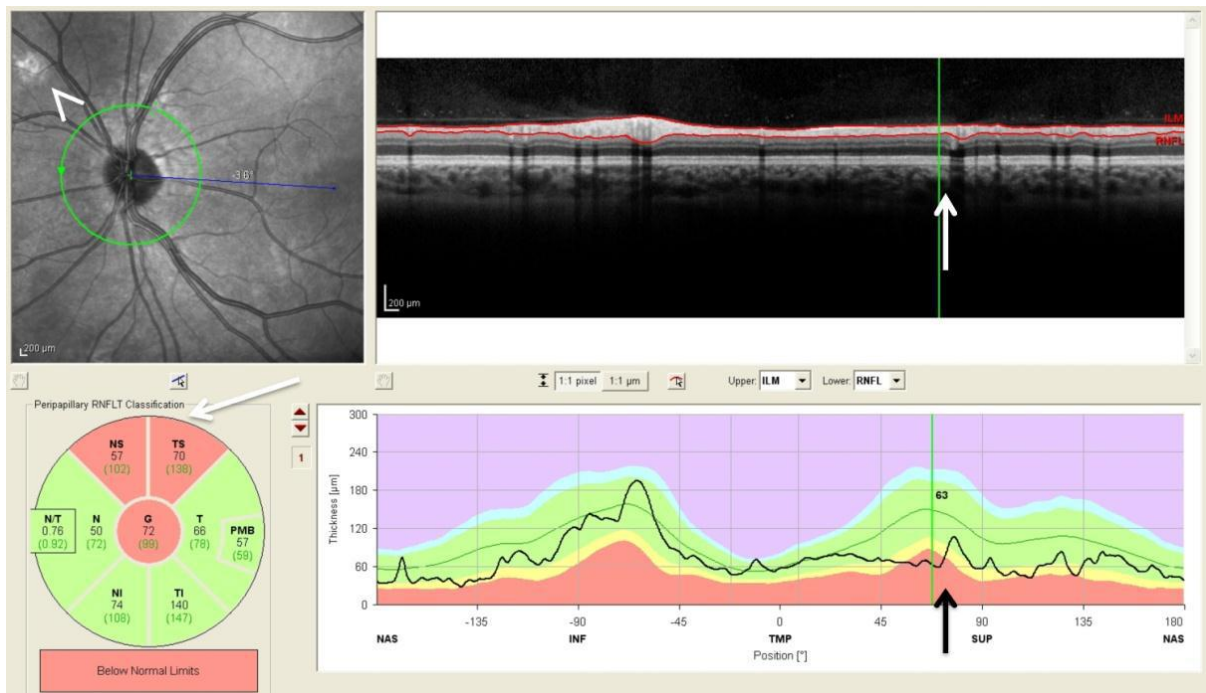 -3.6°
200 µm
ILM
RNFL
200 µm
1:1 pixel 1:1 µm Upper: ILM Lower: RNFL
Peripapillary RNFLT Classification
NS
57
(102)
TS
70
(138)
N/T
0.76
(0.92)
N
50
(72)
G
72
(99)
T
66
(78)
PMB
57
(59)
NI
74
(108)
TI
140
(147)
Below Normal Limits
1
Thickness [µm]
300
240
180
120
60
0
63
-135 -90 -45 0 45 90 135 180
NAS INF TMP SUP NAS
Position [°]